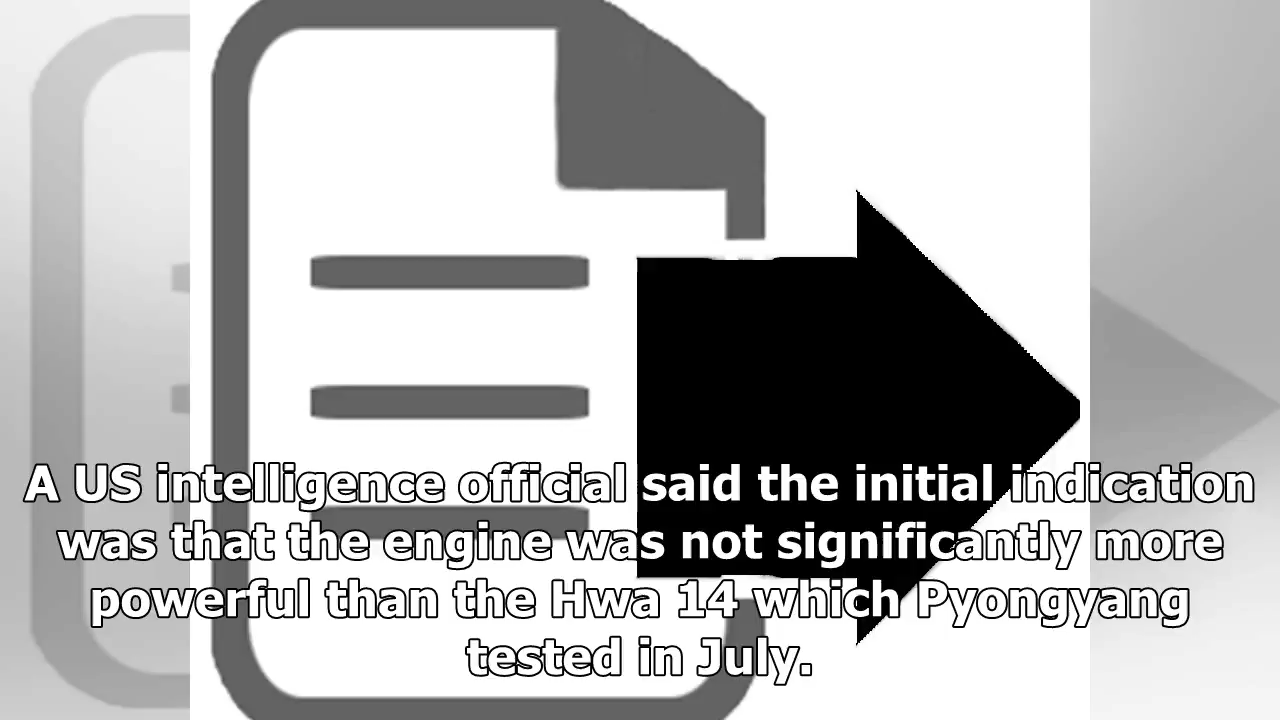 A US intelligence official said the initial indication
was that the engine was not significantly more
powerful than the Hwa 14 which Pyongyang
tested in July.